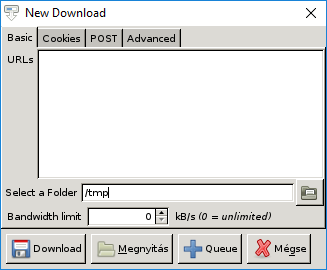 New Download
Basic Cookies POST Advanced
URLs
Select a Folder /tmp
Bandwidth limit 0 kB/s (0 = unlimited)
Download Megnyitás Queue Mégse